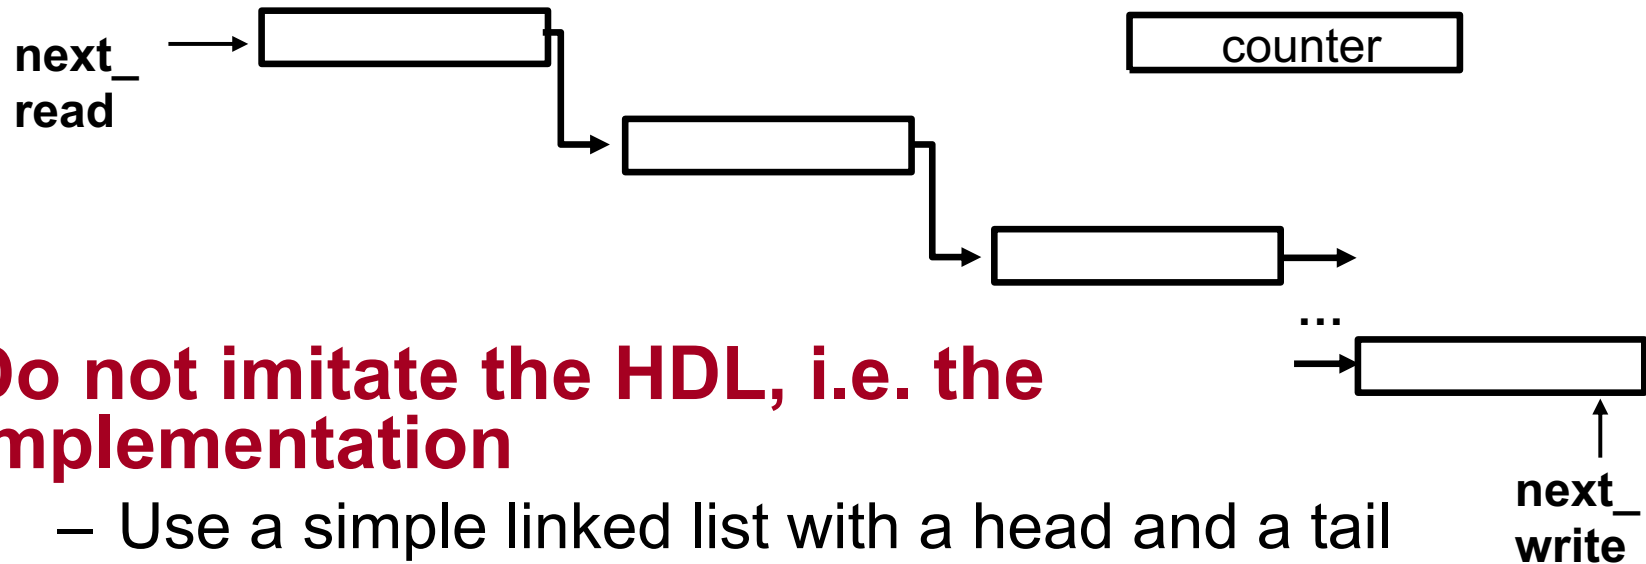 next_
read
counter
...
Do not imitate the HDL, i.e. the
mplementation
– Use a simple linked list with a head and a tail
next_
write